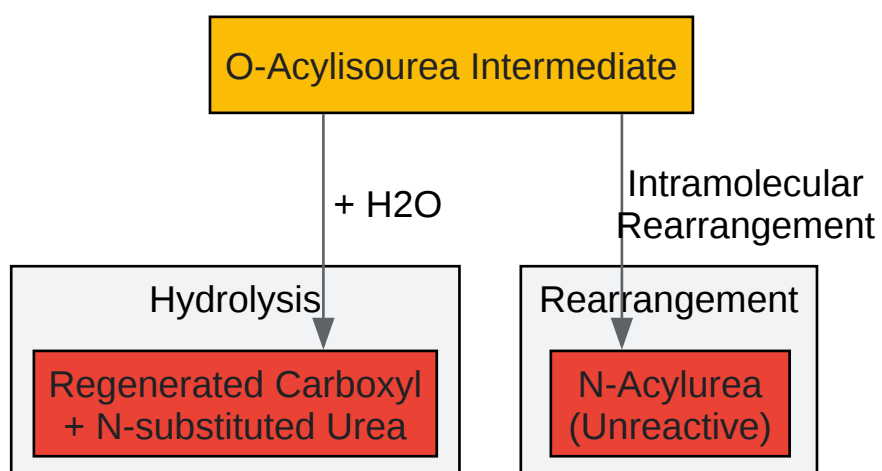 O-Acylisourea Intermediate
+ H2O
Intramolecular
Rearrangement
Hydrolysis
Regenerated Carboxyl
+ N-substituted Urea
Rearrangement
N-Acylurea
(Unreactive)